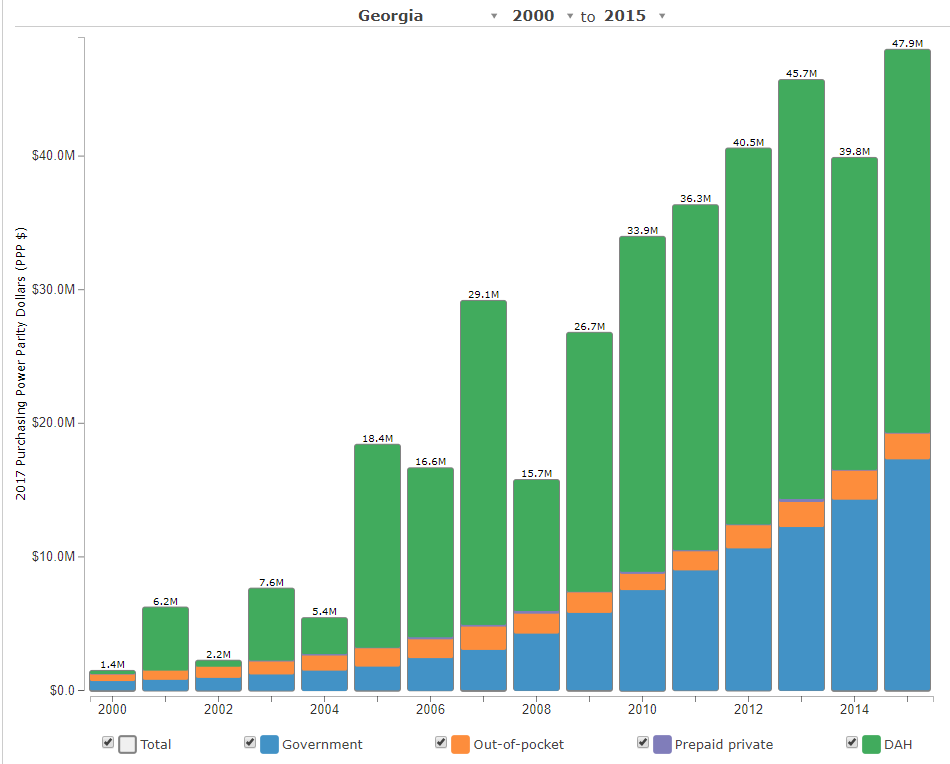 Georgia 2000 to 2015
47.9M
45.7M
40.5M
39.8M
36.3M
33.9M
29.1M
26.7M
18.4M
16.6M
15.7M
7.6M
6.2M
5.4M
2.2M
1.4M
2017 Purchasing Power Parity Dollars (PPP $)
$40.0M
$30.0M
$20.0M
$10.0M
$0.0
2000 2002 2004 2006 2008 2010 2012 2014
Total Government Out-of-pocket Prepaid private DAH